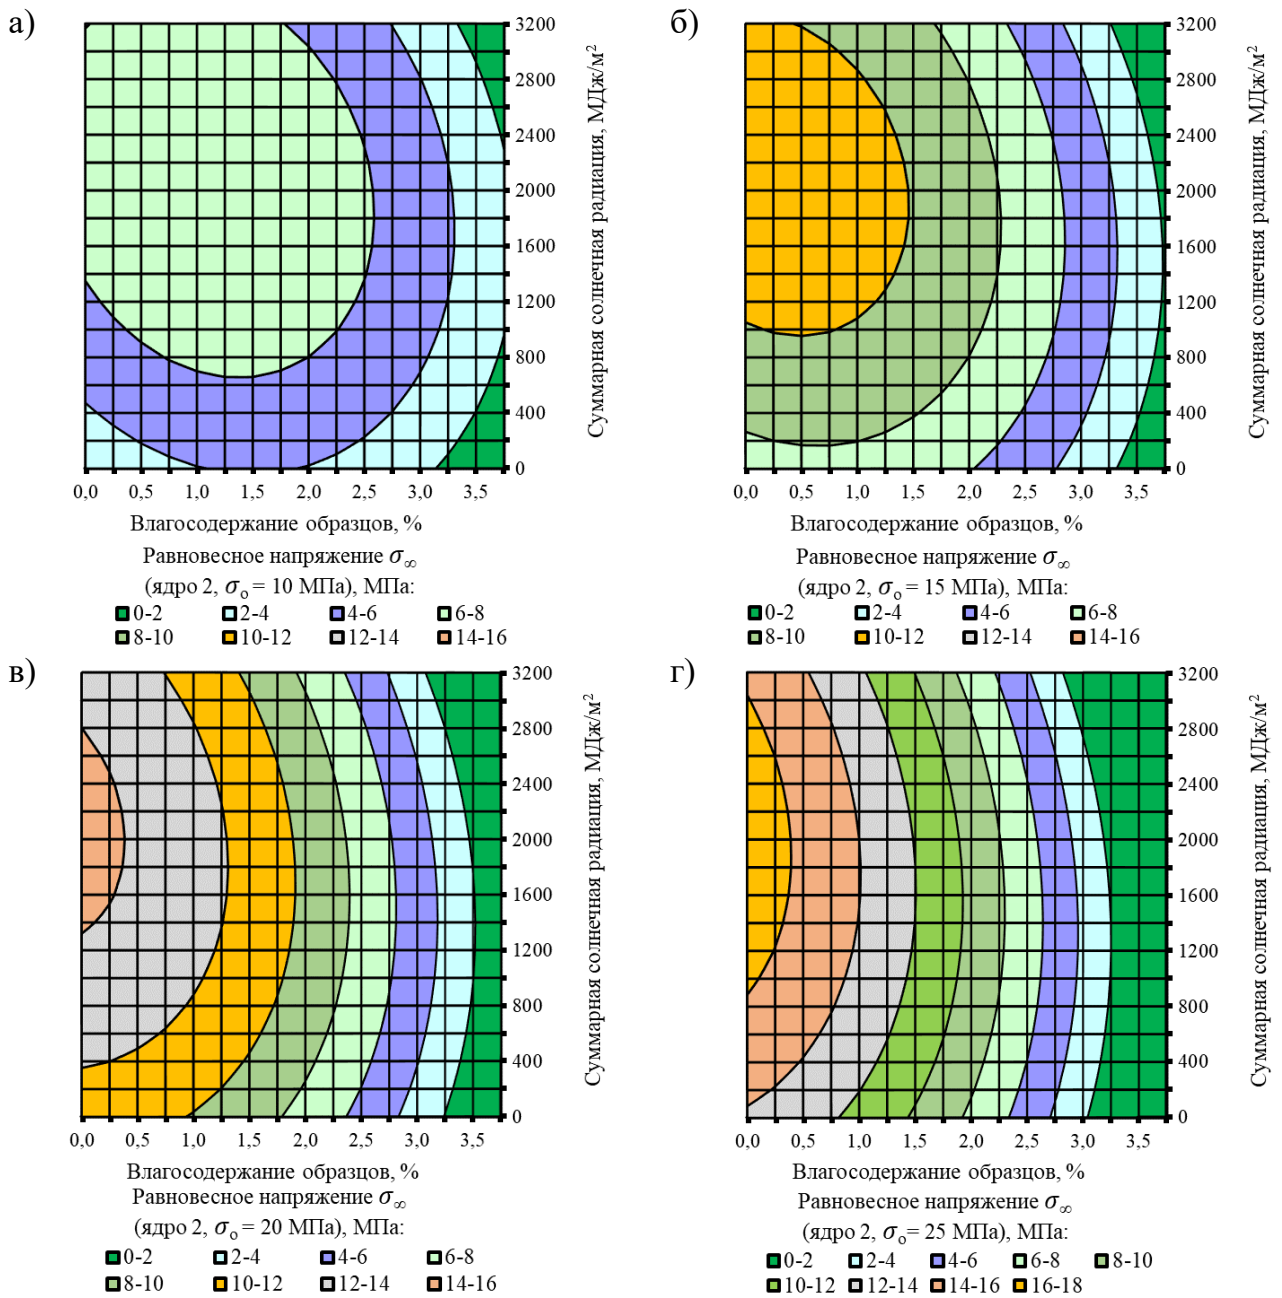 а)
3200
2800
2400
2000
1600
1200
800
400
0
Суммарная солнечная радиация, МДж/м²
0,0 0,5 1,0 1,5 2,0 2,5 3,0 3,5
Влагосодержание образцов, %
Равновесное напряжение σ∞
(ядро 2, σо = 10 МПа), МПа:
0-2 2-4 4-6 6-8
8-10 10-12 12-14 14-16
б)
3200
2800
2400
2000
1600
1200
800
400
0
Суммарная солнечная радиация, МДж/м²
0,0 0,5 1,0 1,5 2,0 2,5 3,0 3,5
Влагосодержание образцов, %
Равновесное напряжение σ∞
(ядро 2, σо = 15 МПа), МПа:
0-2 2-4 4-6 6-8
8-10 10-12 12-14 14-16
в)
3200
2800
2400
2000
1600
1200
800
400
0
Суммарная солнечная радиация, МДж/м²
0,0 0,5 1,0 1,5 2,0 2,5 3,0 3,5
Влагосодержание образцов, %
Равновесное напряжение σ∞
(ядро 2, σо = 20 МПа), МПа:
0-2 2-4 4-6 6-8
8-10 10-12 12-14 14-16
г)
3200
2800
2400
2000
1600
1200
800
400
0
Суммарная солнечная радиация, МДж/м²
0,0 0,5 1,0 1,5 2,0 2,5 3,0 3,5
Влагосодержание образцов, %
Равновесное напряжение σ∞
(ядро 2, σо = 25 МПа), МПа:
0-2 2-4 4-6 6-8 8-10
10-12 12-14 14-16 16-18